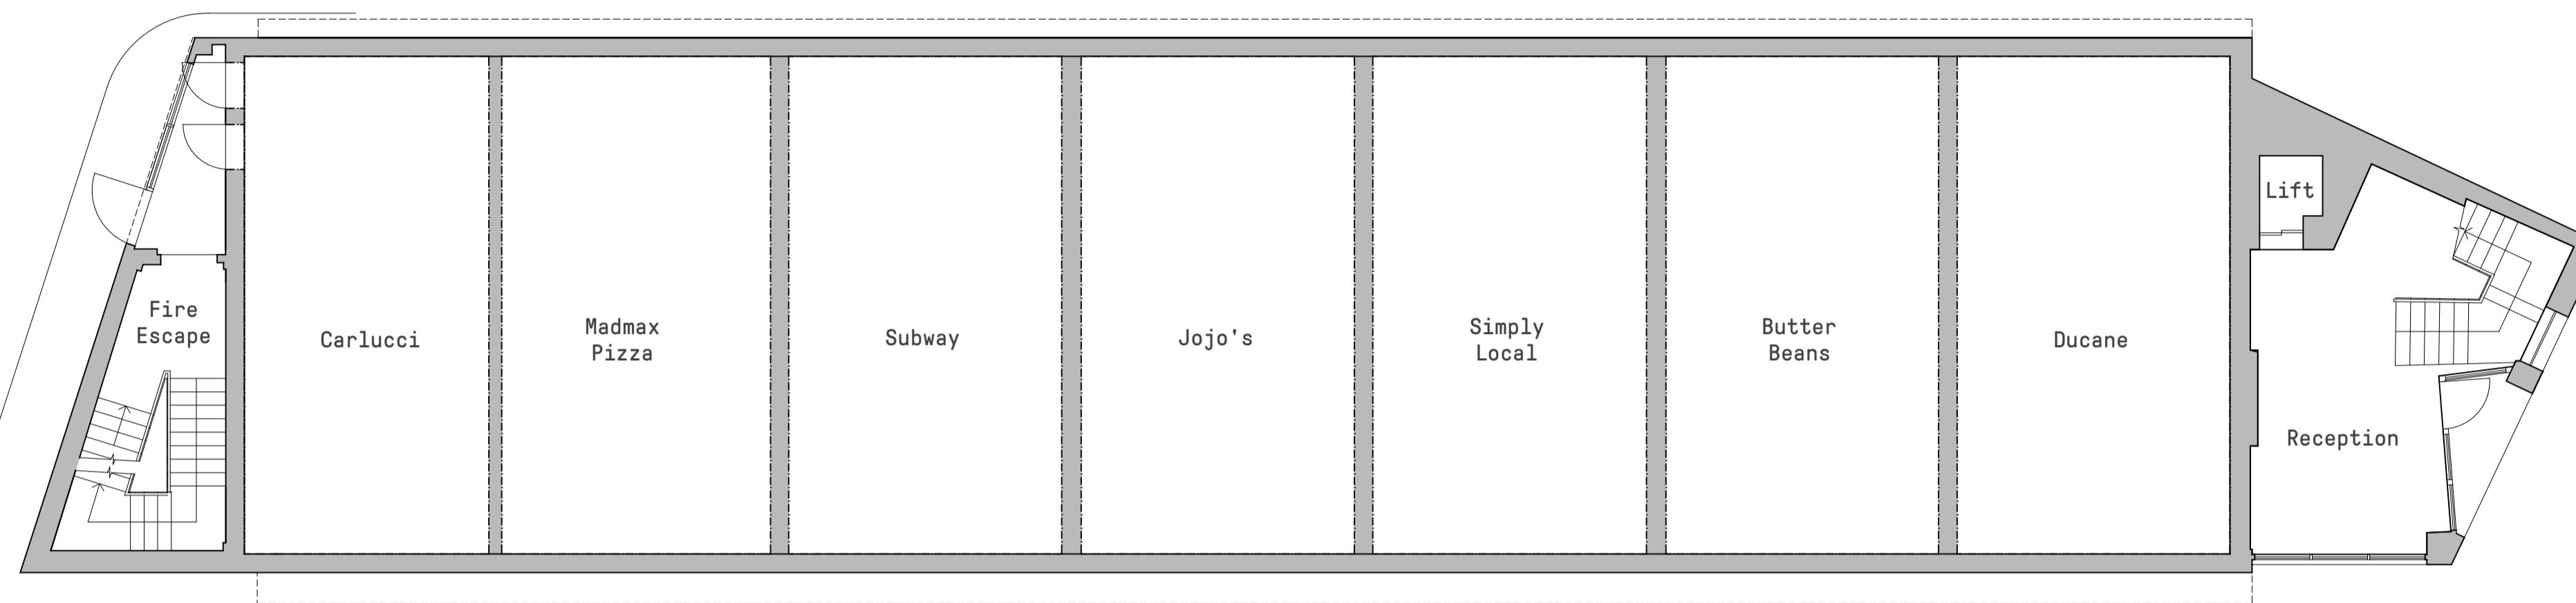 Fire
Escape
Carlucci
Madmax
Pizza
Subway
Jojo's
Simply
Local
Butter
Beans
Ducane
Lift
Reception